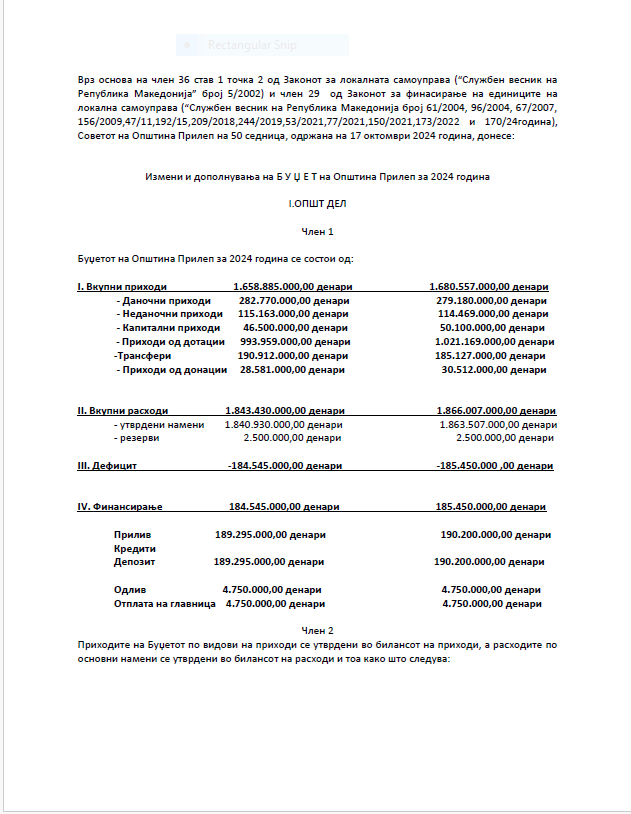 Rectangular Snip
Врз основа на член 36 став 1 точка 2 од Законот за локалната самоуправа (“Службен весник на
Република Македонија” број 5/2002) и член 29 од Законот за финасирање на единиците на
локална самоуправа (“Службен весник на Република Македонија број 61/2004, 96/2004, 67/2007,
156/2009,47/11,192/15,209/2018,244/2019,53/2021,77/2021,150/2021,173/2022 и 170/24година),
Советот на Општина Прилеп на 50 седница, одржана на 17 октомври 2024 година, донесе:
Измени и дополнувања на Б У Џ Е Т на Општина Прилеп за 2024 година
I.ОПШТ ДЕЛ
Член 1
Буџетот на Општина Прилеп за 2024 година се состои од:
I. Вкупни приходи 1.658.885.000,00 денари 1.680.557.000,00 денари
- Даночни приходи 282.770.000,00 денари 279.180.000,00 денари
- Неданочни приходи 115.163.000,00 денари 114.469.000,00 денари
- Капитални приходи 46.500.000,00 денари 50.100.000,00 денари
- Приходи од дотации 993.959.000,00 денари 1.021.169.000,00 денари
-Трансфери 190.912.000,00 денари 185.127.000,00 денари
- Приходи од донации 28.581.000,00 денари 30.512.000,00 денари
II. Вкупни расходи 1.843.430.000,00 денари 1.866.007.000,00 денари
- утврдени намени 1.840.930.000,00 денари 1.863.507.000,00 денари
- резерви 2.500.000,00 денари 2.500.000,00 денари
III. Дефицит -184.545.000,00 денари -185.450.000 ,00 денари
IV. Финансирање 184.545.000,00 денари 185.450.000,00 денари
Прилив 189.295.000,00 денари 190.200.000,00 денари
Кредити
Депозит 189.295.000,00 денари 190.200.000,00 денари
Одлив 4.750.000,00 денари 4.750.000,00 денари
Отплата на главница 4.750.000,00 денари 4.750.000,00 денари
Член 2
Приходите на Буџетот по видови на приходи се утврдени во билансот на приходи, а расходите по
основни намени се утврдени во билансот на расходи и тоа како што следува: